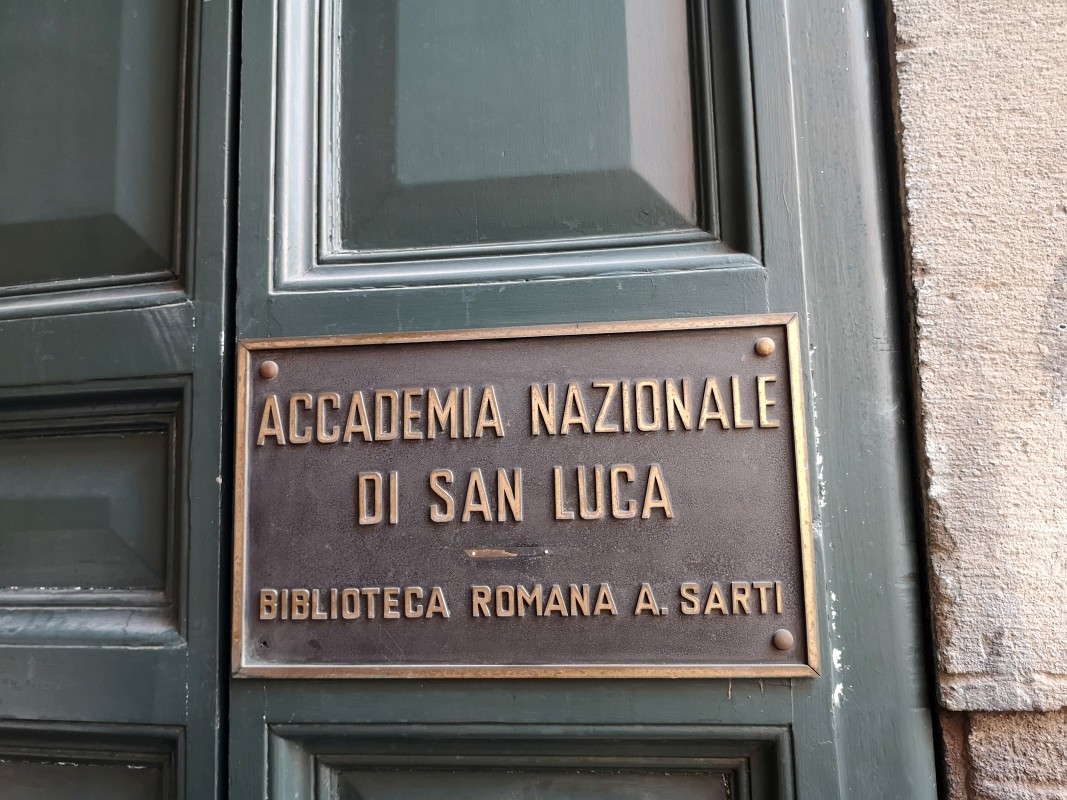 ACCADEMIA NAZIONALE
DI SAN LUCA
BIBLIOTECA ROMANA A. SARTI